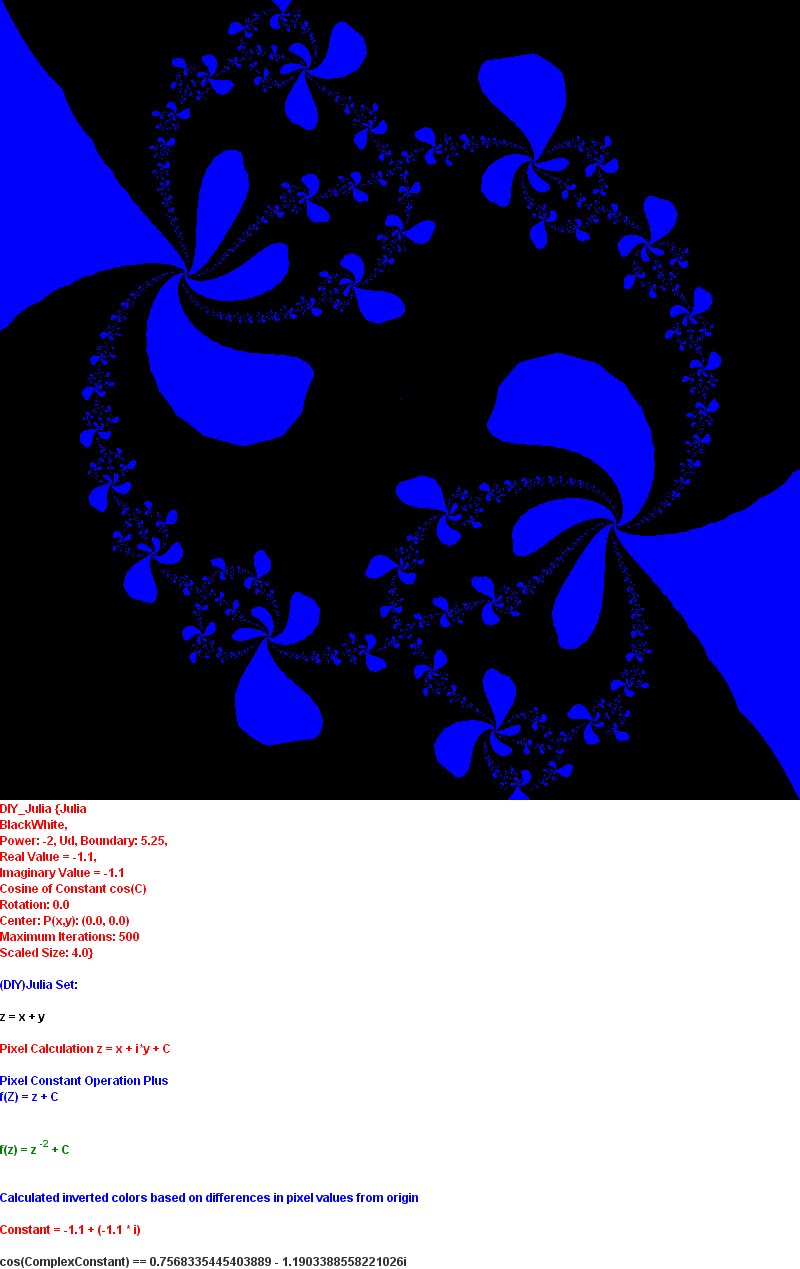 DIY_Julia {Julia
BlackWhite,
Power: -2, Ud, Boundary: 5.25,
Real Value = -1.1,
Imaginary Value = -1.1
Cosine of Constant cos(C)
Rotation: 0.0
Center: P(x,y): (0.0, 0.0)
Maximum Iterations: 500
Scaled Size: 4.0}
(DIY)Julia Set:
z = x + y
Pixel Calculation z = x + i*y + C
Pixel Constant Operation Plus
f(Z) = z + C
f(z) = z -2 + C
Calculated inverted colors based on differences in pixel values from origin
Constant = -1.1 + (-1.1 * i)
cos(ComplexConstant) == 0.7568335445403889 - 1.1903388558221026i